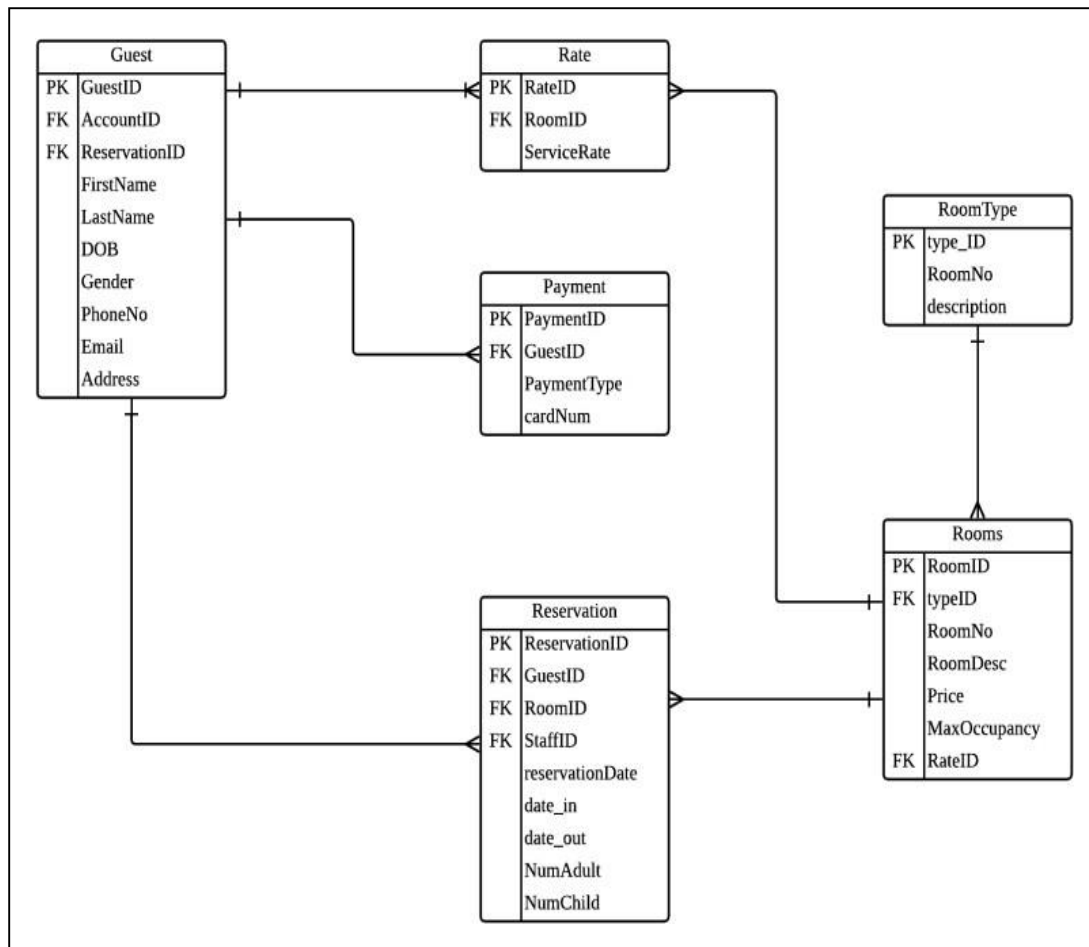 Guest
PK GuestID
FK AccountID
FK ReservationID
FirstName
LastName
DOB
Gender
PhoneNo
Email
Address
Rate
PK RateID
FK RoomID
ServiceRate
Payment
PK PaymentID
FK GuestID
PaymentType
cardNum
RoomType
PK type_ID
RoomNo
description
Reservation
PK ReservationID
FK GuestID
FK RoomID
FK StaffID
reservationDate
date_in
date_out
NumAdult
NumChild
Rooms
PK RoomID
FK typeID
RoomNo
RoomDesc
Price
MaxOccupancy
FK RateID